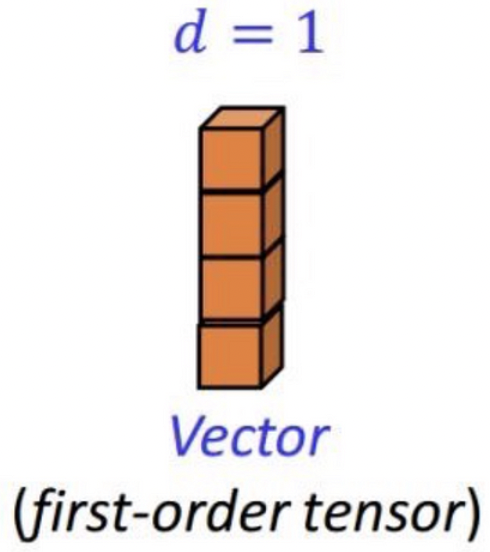 d = 1
Vector
(first-order tensor)